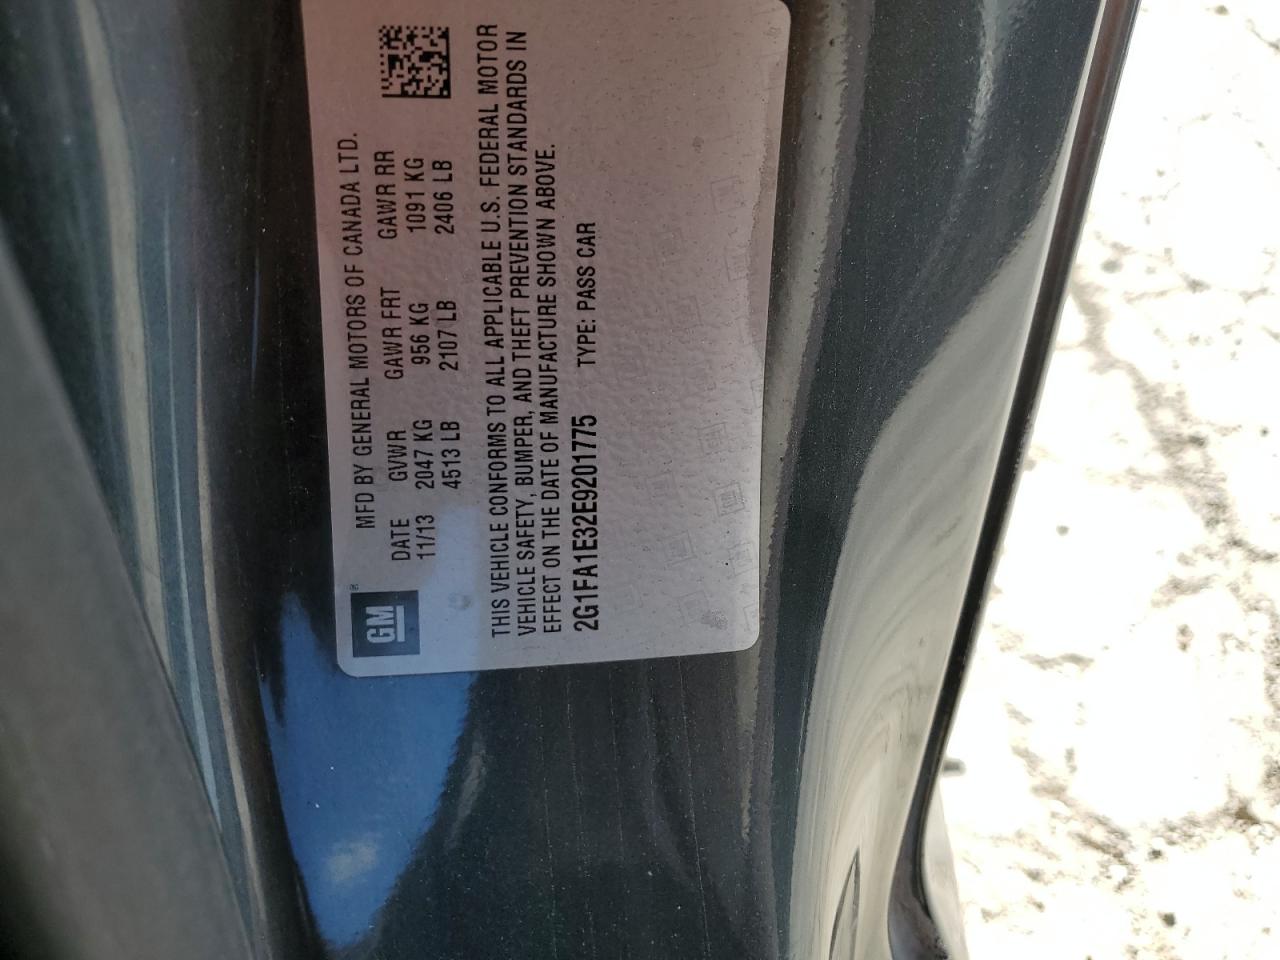 GM
®
MFD BY GENERAL MOTORS OF CANADA LTD.
DATE GVWR GAWR FRT GAWR RR
11/13 2047 KG 956 KG 1091 KG
4513 LB 2107 LB 2406 LB
THIS VEHICLE CONFORMS TO ALL APPLICABLE U.S. FEDERAL MOTOR
VEHICLE SAFETY, BUMPER, AND THEFT PREVENTION STANDARDS IN
EFFECT ON THE DATE OF MANUFACTURE SHOWN ABOVE.
2G1FA1E32E9201775 TYPE: PASS CAR